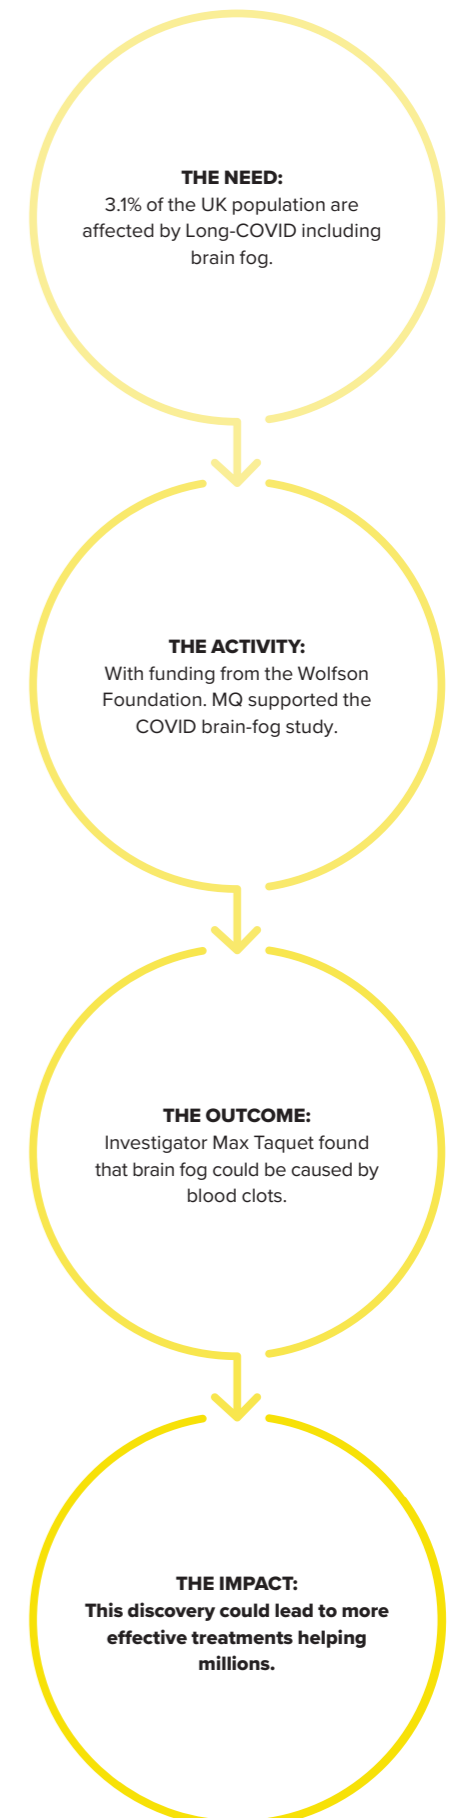 THE NEED:
3.1% of the UK population are
affected by Long-COVID including
brain fog.
THE ACTIVITY:
With funding from the Wolfson
Foundation. MQ supported the
COVID brain-fog study.
THE OUTCOME:
Investigator Max Taquet found
that brain fog could be caused by
blood clots.
THE IMPACT:
This discovery could lead to more
effective treatments helping
millions.